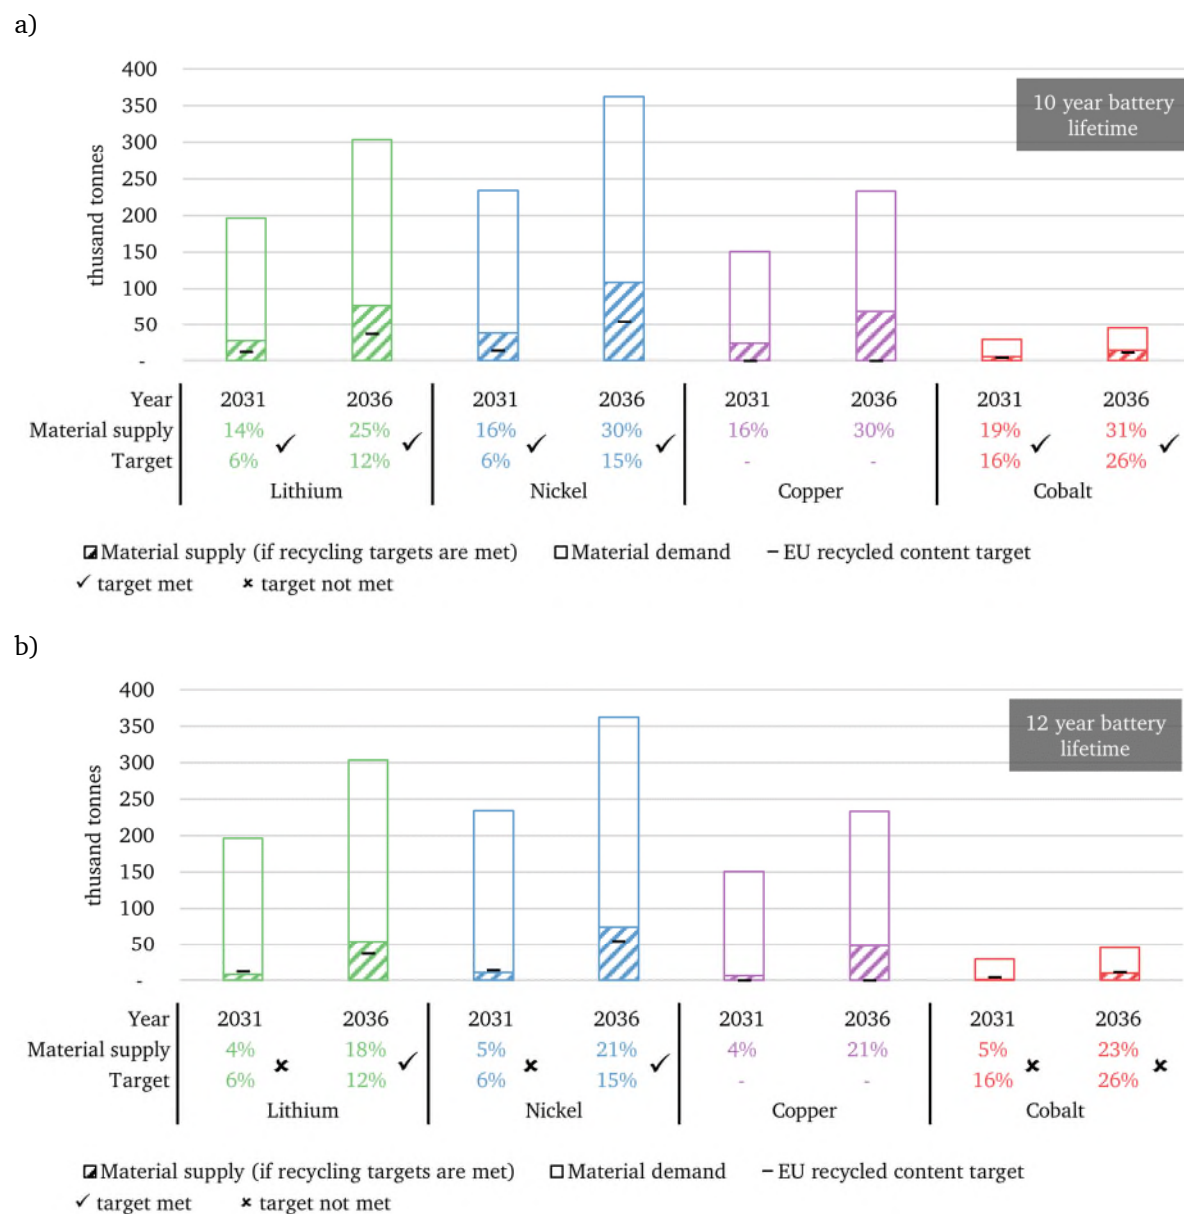 a)
400
350
300
250
200
150
100
50
-
thusand tonnes
10 year battery
lifetime
Year 2031 2036 2031 2036 2031 2036 2031 2036
Material supply 14% ✓ 25% ✓ 16% ✓ 30% ✓ 16% 30% 19% ✓ 31% ✓
Target 6% 12% 6% 15% - - 16% 26%
Lithium Nickel Copper Cobalt
Material supply (if recycling targets are met) Material demand – EU recycled content target
✓ target met ✘ target not met
b)
400
350
300
250
200
150
100
50
-
thusand tonnes
12 year battery
lifetime
Year 2031 2036 2031 2036 2031 2036 2031 2036
Material supply 4% ✘ 18% ✓ 5% ✘ 21% ✓ 4% 21% 5% ✘ 23% ✘
Target 6% 12% 6% 15% - - 16% 26%
Lithium Nickel Copper Cobalt
Material supply (if recycling targets are met) Material demand – EU recycled content target
✓ target met ✘ target not met